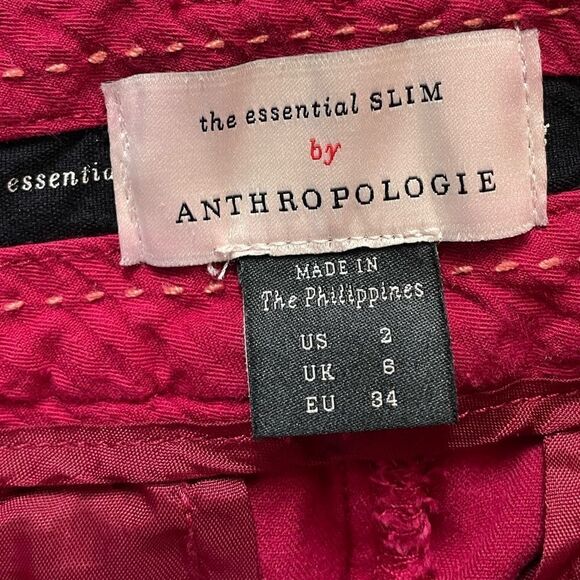 the essential SLIM
by
ANTHROPOLOGIE
essentia
MADE IN
The Philippines
US 2
UK 6
EU 34